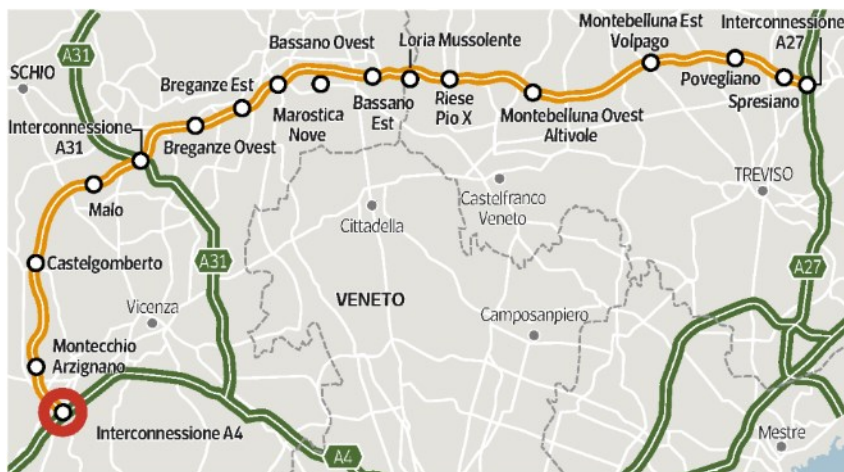 A31
SCHIO
Interconnessione
A31
Breganze Est
Breganze Ovest
Bassano Ovest
Marostica
Nove
Bassano
Est
Loria Mussolente
Riese
Pio X
Montebelluna Ovest
Altivole
Montebelluna Est
Volpago
Povegliano
Spresiano
Interconnessione
A27
Malo
Castelgomberto
Montecchio
Arzignano
Interconnessione A4
Vicenza
A31
VENETO
Cittadella
Castelfranco
Veneto
Camposanpiero
TREVISO
A27
Mestre
A4